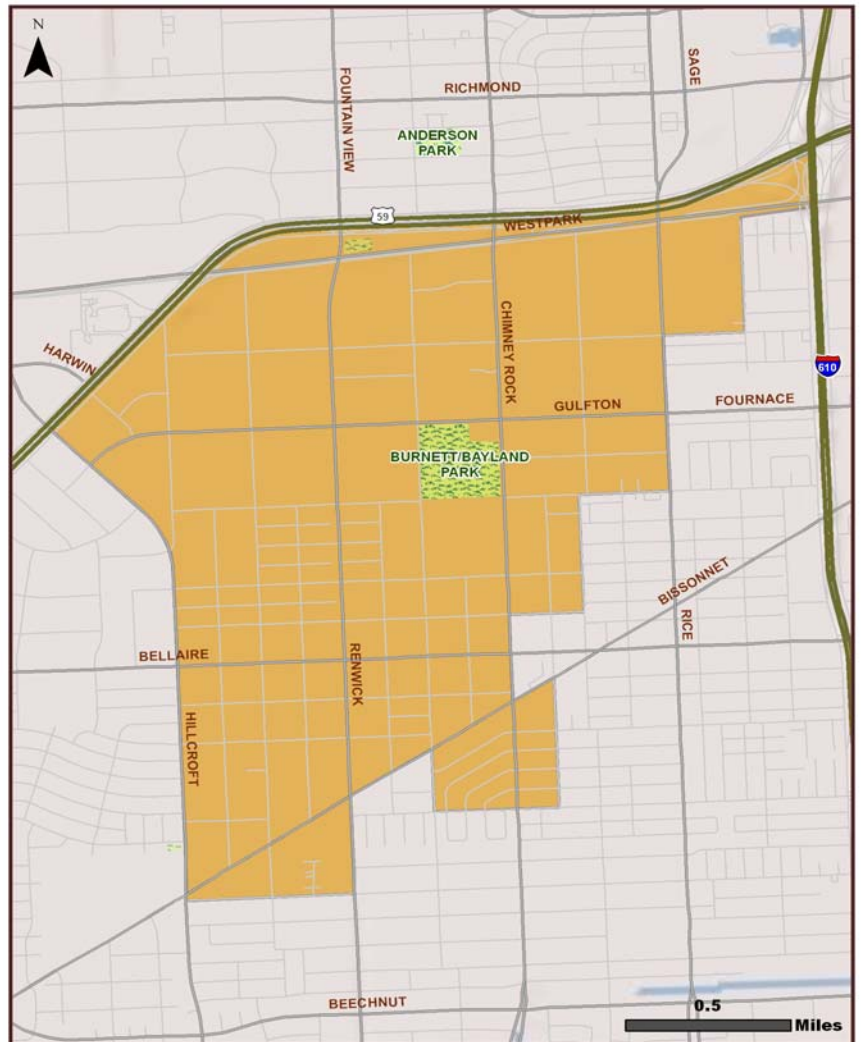 N
FOUNTAIN VIEW
SAGE
RICHMOND
ANDERSON
PARK
59
WESTPARK
HARWIN
CHIMNEY ROCK
610
GULFTON
FOURNACE
BURNETT/BAYLAND
PARK
BISSONNET
RICE
BELLAIRE
RENWICK
HILLCROFT
BEECHNUT
0.5
Miles